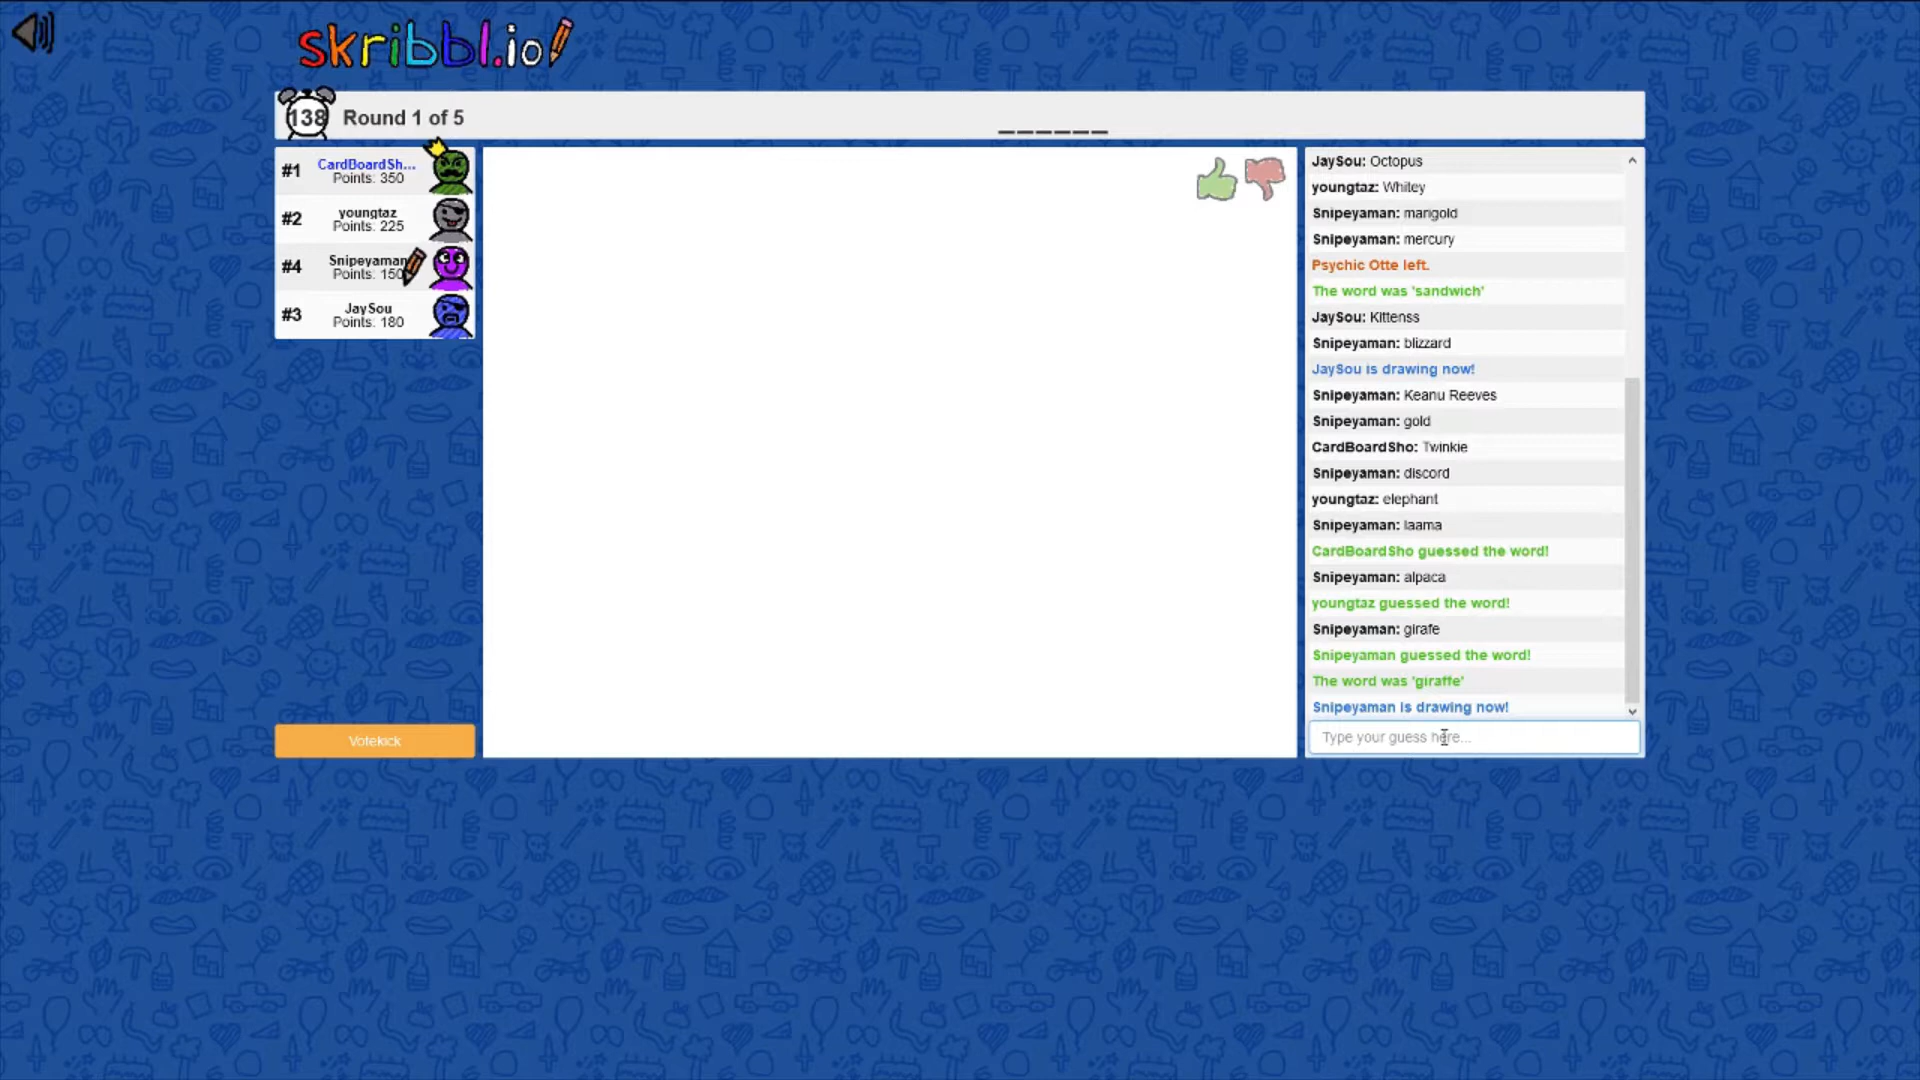 skribbl.io
138
Round 1 of 5
______
#1
CardBoardSh...
Points: 350
#2
youngtaz
Points: 225
#4
Snipeyaman
Points: 150
#3
JaySou
Points: 180
Votekick
JaySou: Octopus
youngtaz: Whitey
Snipeyaman: marigold
Snipeyaman: mercury
Psychic Otte left.
The word was 'sandwich'
JaySou: Kittenss
Snipeyaman: blizzard
JaySou is drawing now!
Snipeyaman: Keanu Reeves
Snipeyaman: gold
CardBoardSho: Twinkie
Snipeyaman: discord
youngtaz: elephant
Snipeyaman: laama
CardBoardSho guessed the word!
Snipeyaman: alpaca
youngtaz guessed the word!
Snipeyaman: girafe
Snipeyaman guessed the word!
The word was 'giraffe'
Snipeyaman is drawing now!
Type your guess here...